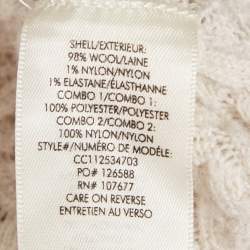 SHELL/EXTERIEUR:
98% WOOL/LAINE
1% NYLON/NYLON
1% ELASTANE/ÉLASTHANNE
COMBO 1/COMBO 1:
100% POLYESTER/POLYESTER
COMBO 2/COMBO 2:
100% NYLON/NYLON
STYLE#/NUMÉRO DE MODÈLE:
CC112534703
PO# 126588
RN# 107677
CARE ON REVERSE
ENTRETIEN AU VERSO